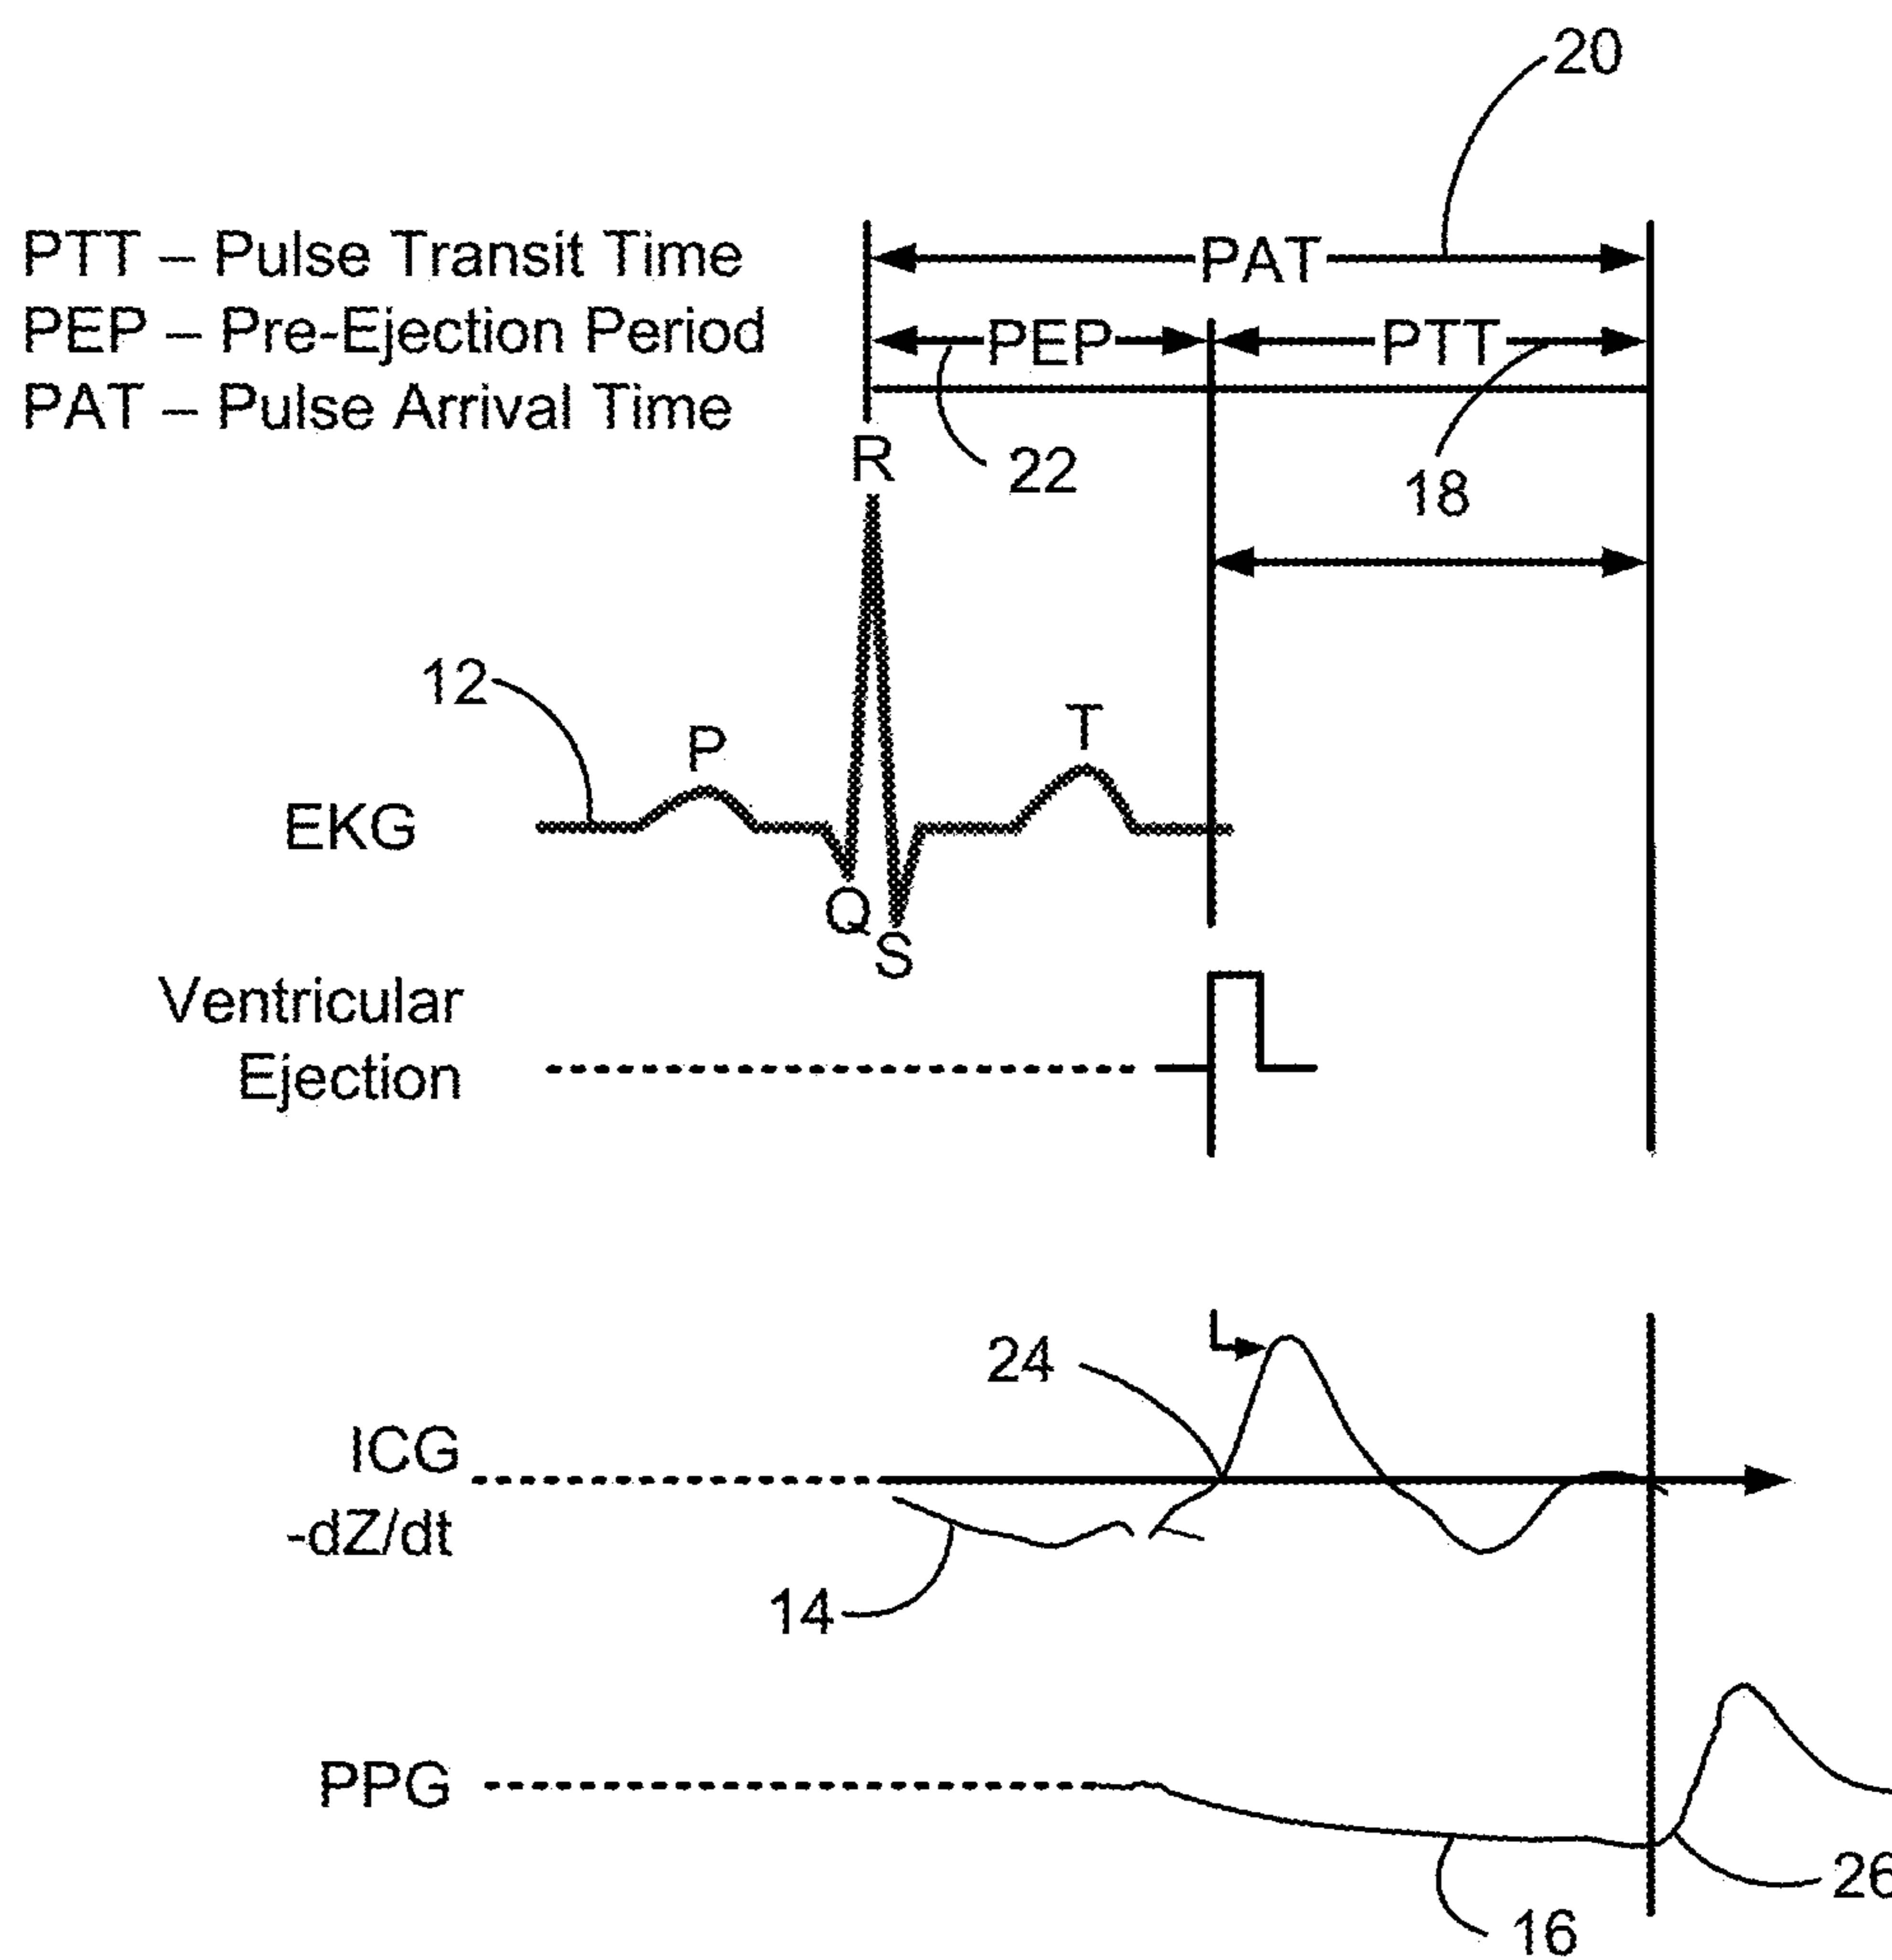 20
PTT – Pulse Transit Time
PEP – Pre-Ejection Period
PAT – Pulse Arrival Time
PAT
PEP
PTT
R
22
18
12
P
T
EKG
Q
S
Ventricular
Ejection
24
ICG
-dZ/dt
14
PPG
26
16